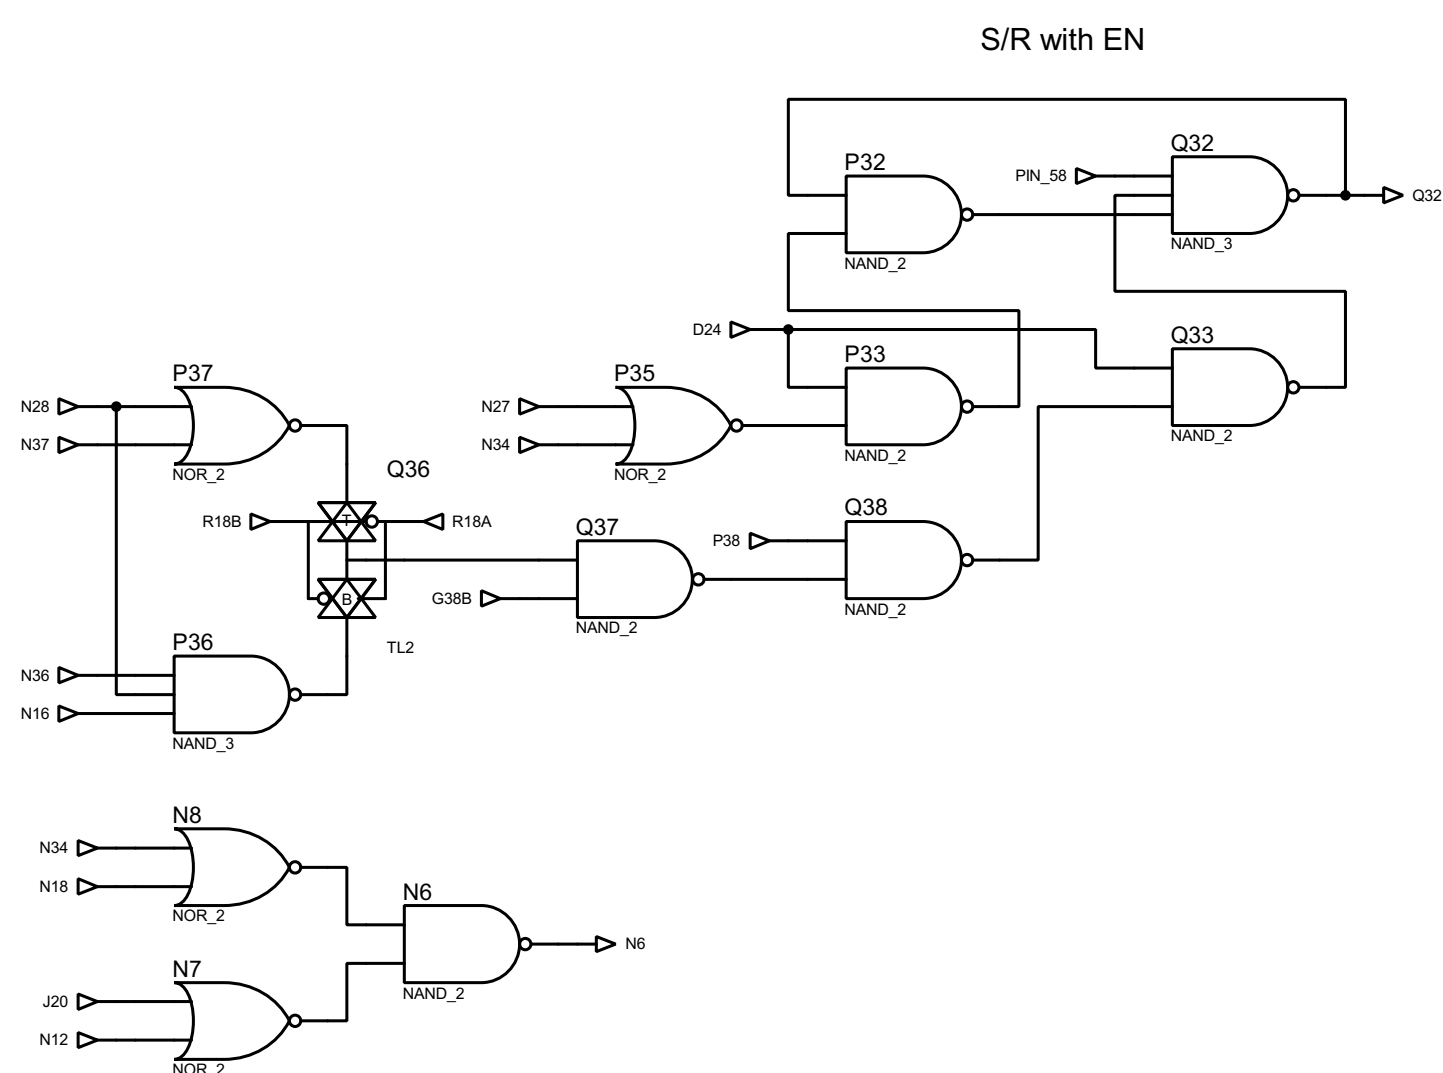 S/R with EN
Q32
P32
PIN_58
Q32
NAND_3
NAND_2
D24
Q33
P33
P37
P35
N28
N27
N37
N34
NAND_2
NAND_2
NOR_2
NOR_2
Q36
Q38
R18B
T
R18A
Q37
P38
G38B
B
NAND_2
NAND_2
P36
TL2
N36
N16
NAND_3
N8
N34
N18
N6
NOR_2
N6
N7
NAND_2
J20
N12
NOR_2